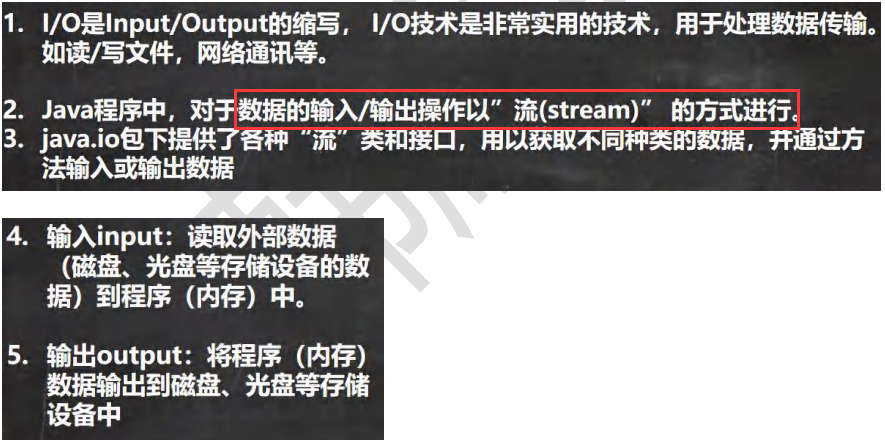 1. I/O是Input/Output的缩写， I/O技术是非常实用的技术，用于处理数据传输。
如读/写文件，网络通讯等。
2. Java程序中，对于数据的输入/输出操作以”流(stream)” 的方式进行。
3. java.io包下提供了各种“流”类和接口，用以获取不同种类的数据，并通过方
法输入或输出数据
4. 输入input：读取外部数据
（磁盘、光盘等存储设备的数
据）到程序（内存）中。
5. 输出output：将程序（内存）
数据输出到磁盘、光盘等存储
设备中